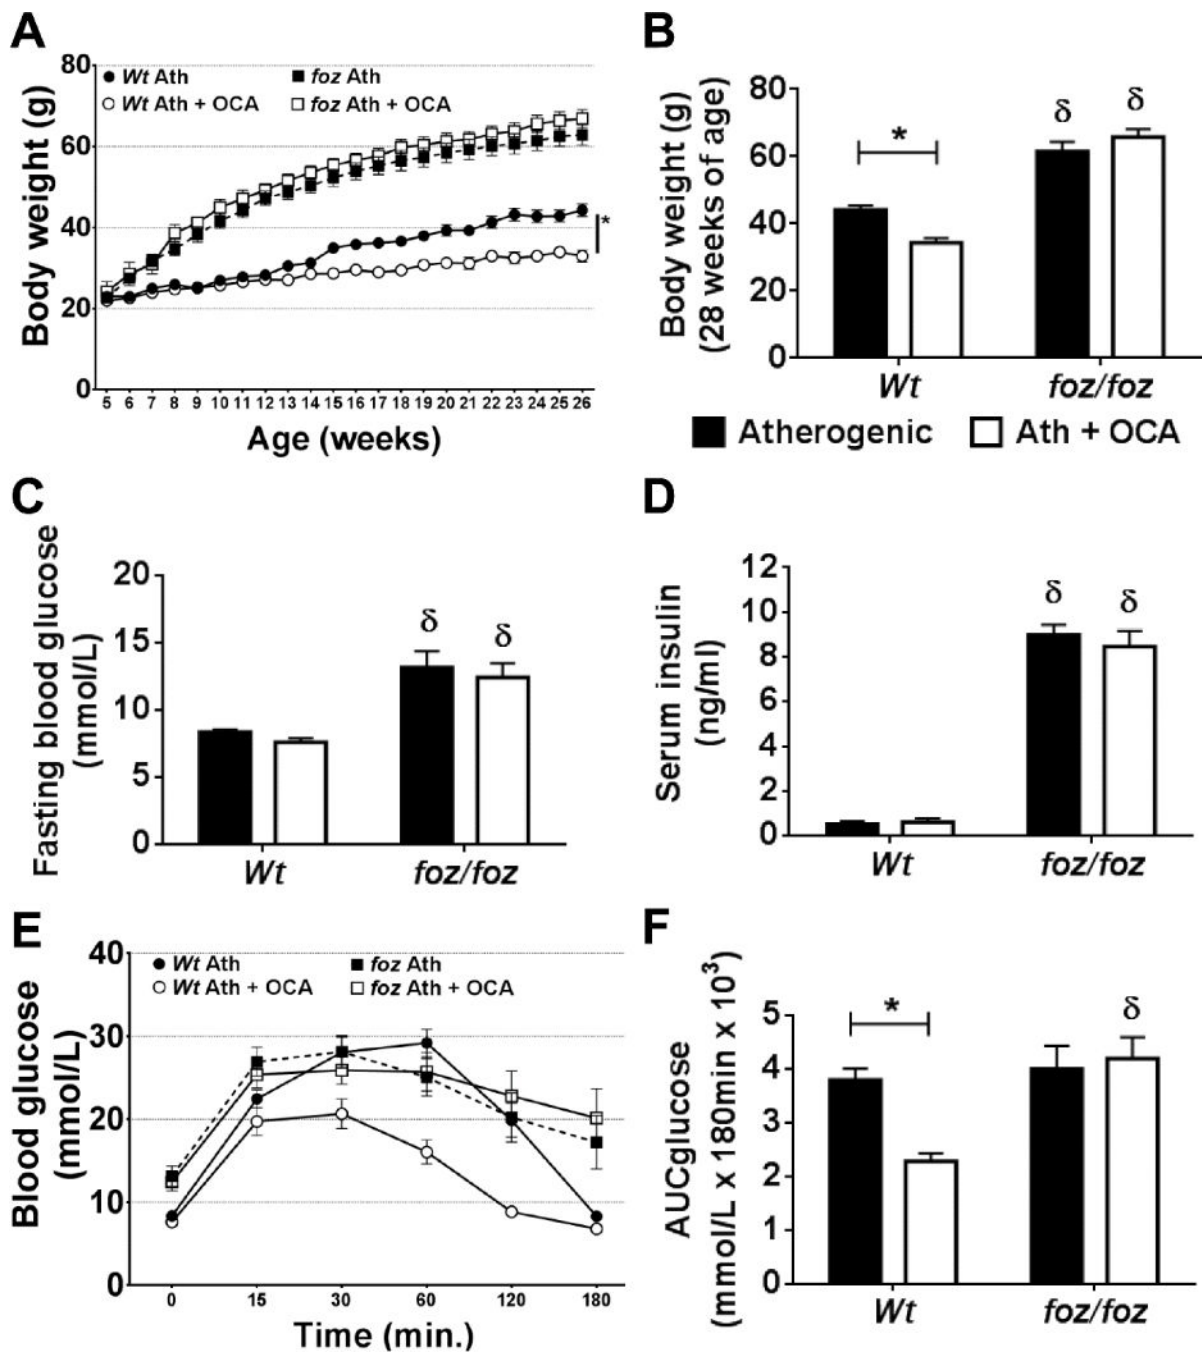 A
Body weight (g)
80
60
40
20
0
Wt Ath
foz Ath
Wt Ath + OCA
foz Ath + OCA
*
5 6 7 8 9 10 11 12 13 14 15 16 17 18 19 20 21 22 23 24 25 26
Age (weeks)
B
Body weight (g)
(28 weeks of age)
80
60
40
20
0
*
δ
δ
Wt
foz/foz
Atherogenic
Ath + OCA
C
Fasting blood glucose
(mmol/L)
20
15
10
5
0
δ
δ
Wt
foz/foz
D
Serum insulin
(ng/ml)
12
10
8
6
4
2
0
δ
δ
Wt
foz/foz
E
Blood glucose
(mmol/L)
40
30
20
10
0
Wt Ath
foz Ath
Wt Ath + OCA
foz Ath + OCA
0 15 30 60 120 180
Time (min.)
F
AUCglucose
(mmol/L x 180min x 10³)
5
4
3
2
1
0
*
δ
Wt
foz/foz